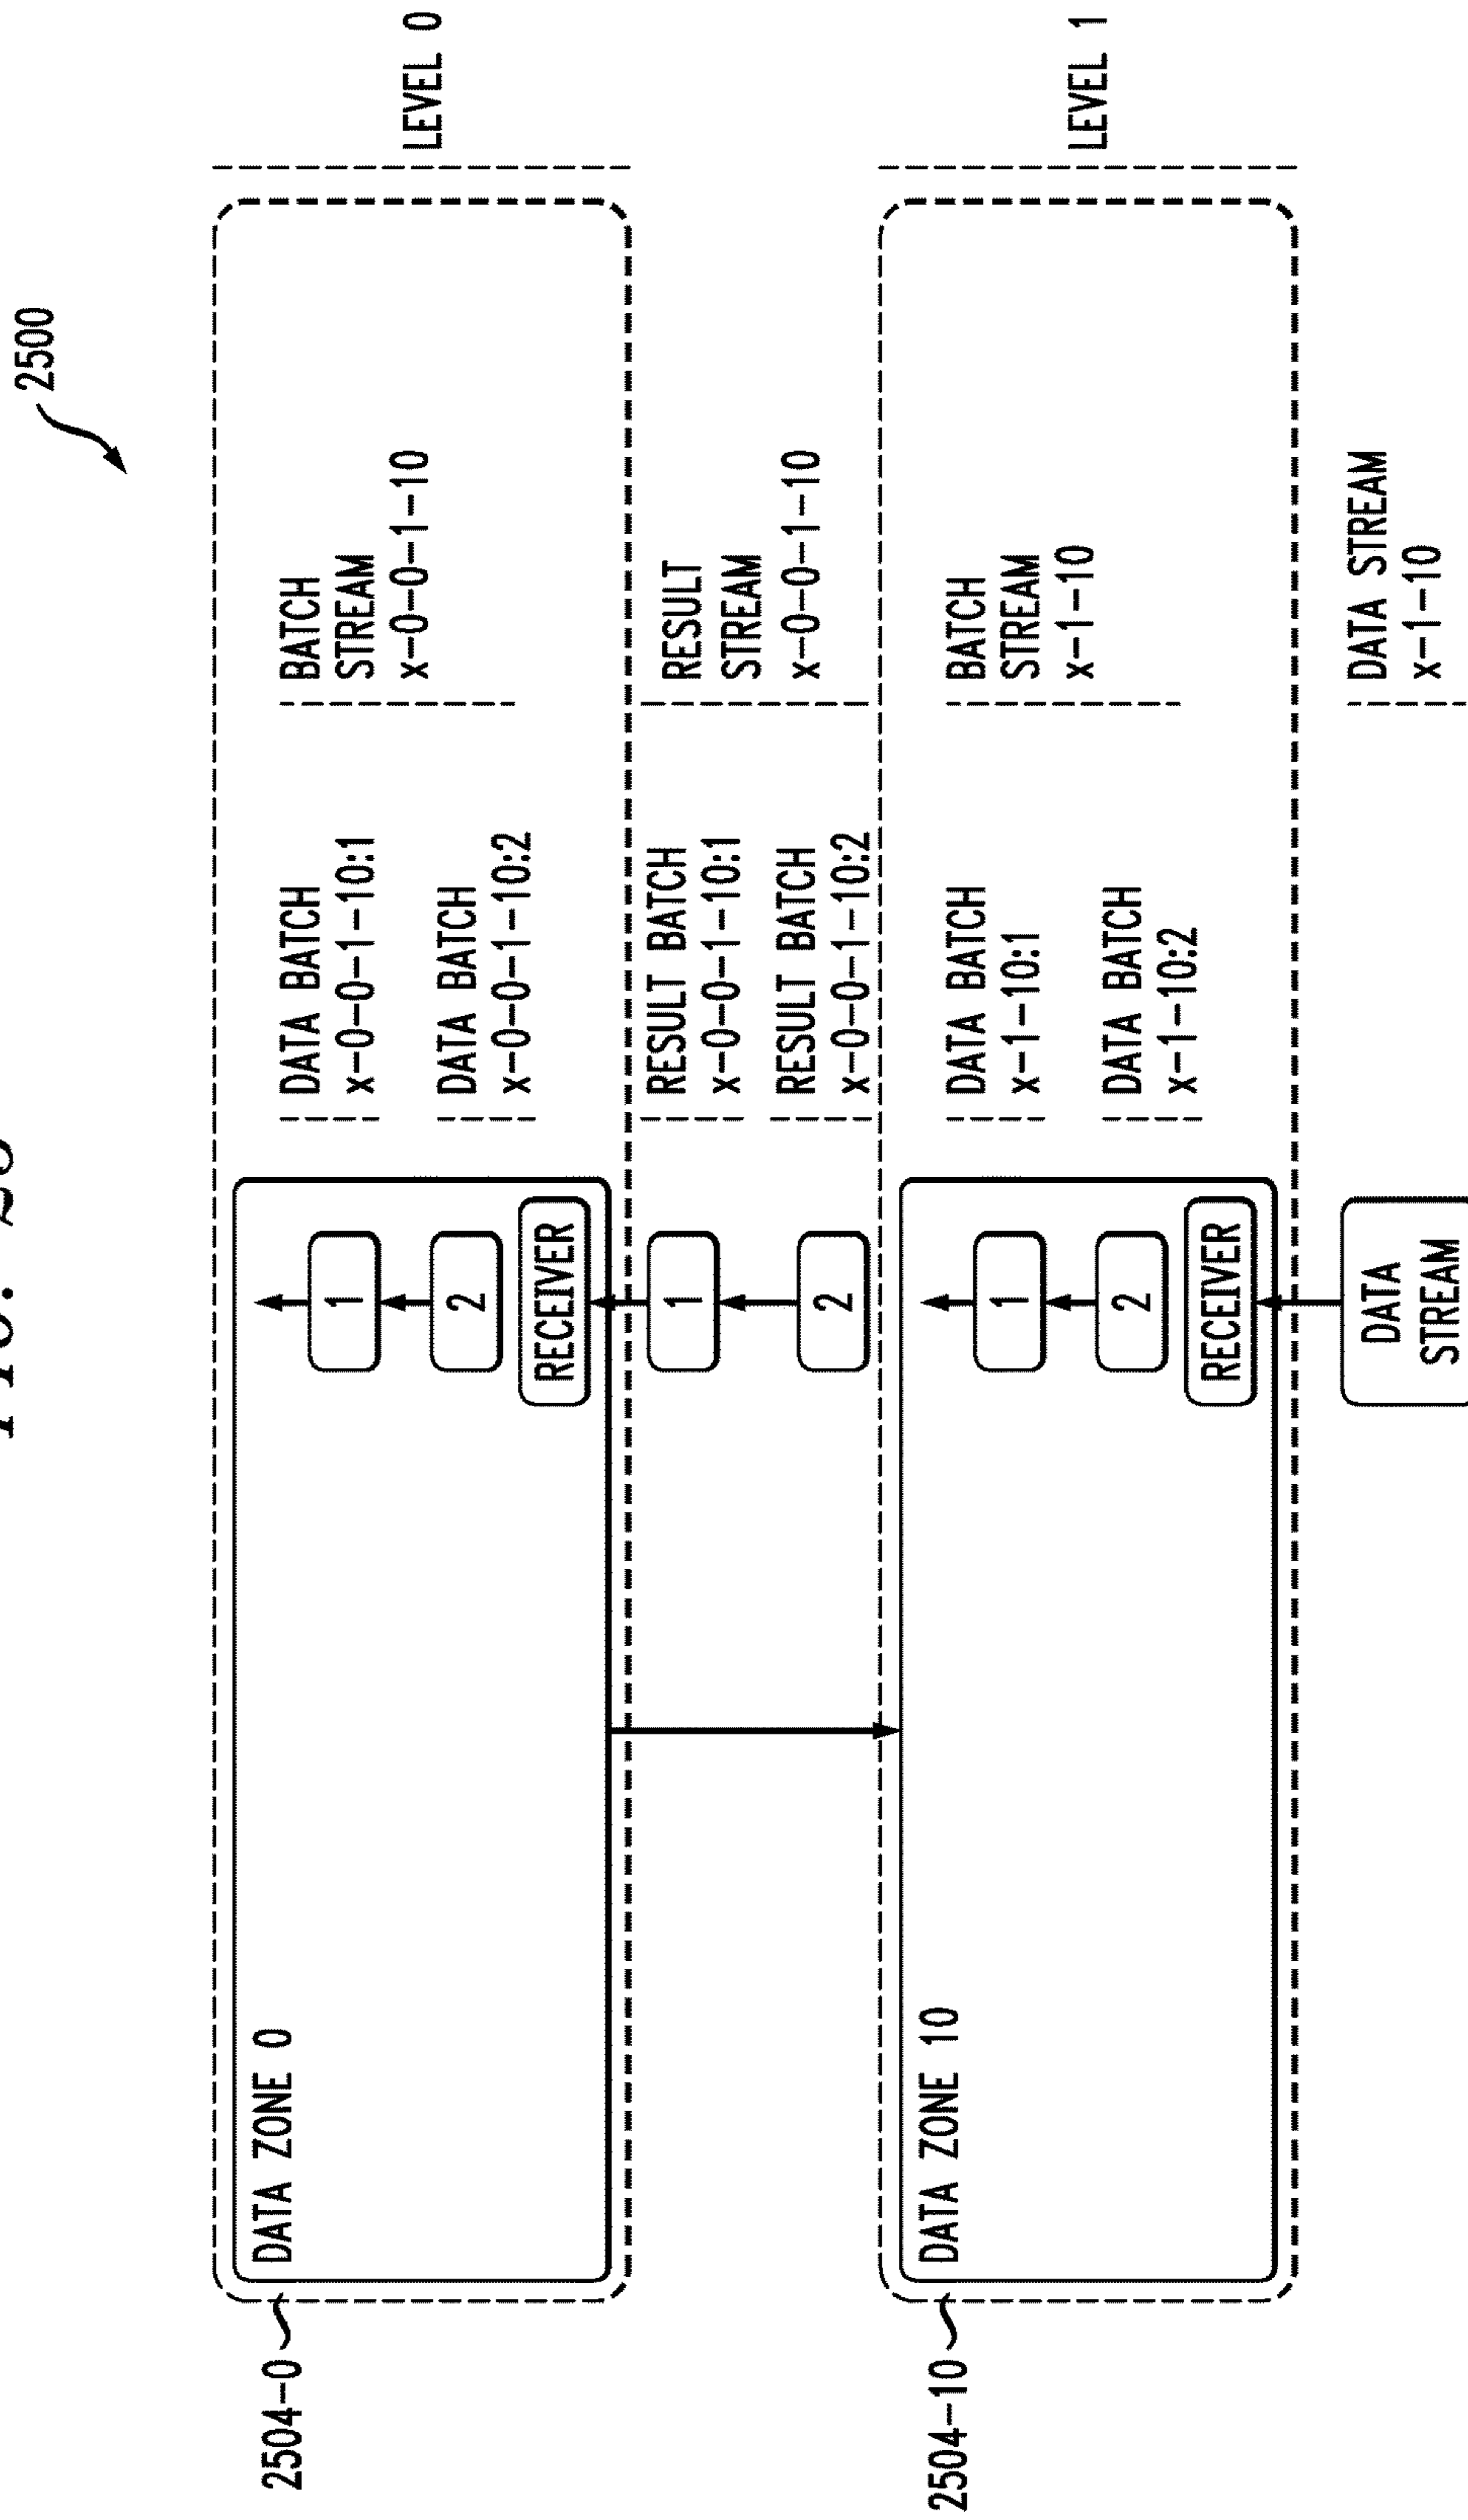 2500
2504-0
DATA ZONE 0
1
2
RECEIVER
DATA BATCH
x-0-0-1-10:1
DATA BATCH
x-0-0-1-10:2
BATCH
STREAM
x-0-0-1-10
LEVEL 0
1
2
RESULT BATCH
x-0-0-1-10:1
RESULT BATCH
x-0-0-1-10:2
RESULT
STREAM
x-0-0-1-10
2504-10
DATA ZONE 10
1
2
RECEIVER
DATA BATCH
x-1-10:1
DATA BATCH
x-1-10:2
BATCH
STREAM
x-1-10
LEVEL 1
DATA
STREAM
DATA STREAM
x-1-10